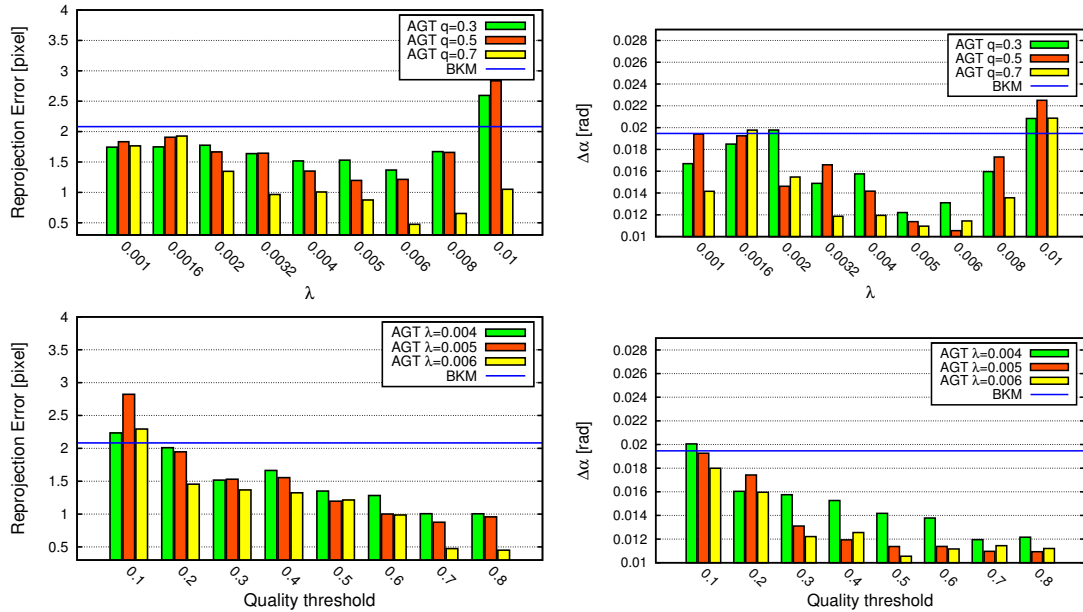 4
3.5
3
2.5
2
1.5
1
0.5
Reprojection Error [pixel]
AGT q=0.3
AGT q=0.5
AGT q=0.7
BKM
0.001
0.0016
0.002
0.0032
0.004
0.005
0.006
0.008
0.01
λ
0.028
0.026
0.024
0.022
0.02
0.018
0.016
0.014
0.012
0.01
Δα [rad]
AGT q=0.3
AGT q=0.5
AGT q=0.7
BKM
0.001
0.0016
0.002
0.0032
0.004
0.005
0.006
0.008
0.01
λ
4
3.5
3
2.5
2
1.5
1
0.5
Reprojection Error [pixel]
AGT λ=0.004
AGT λ=0.005
AGT λ=0.006
BKM
0.1
0.2
0.3
0.4
0.5
0.6
0.7
0.8
Quality threshold
0.028
0.026
0.024
0.022
0.02
0.018
0.016
0.014
0.012
0.01
Δα [rad]
AGT λ=0.004
AGT λ=0.005
AGT λ=0.006
BKM
0.1
0.2
0.3
0.4
0.5
0.6
0.7
0.8
Quality threshold